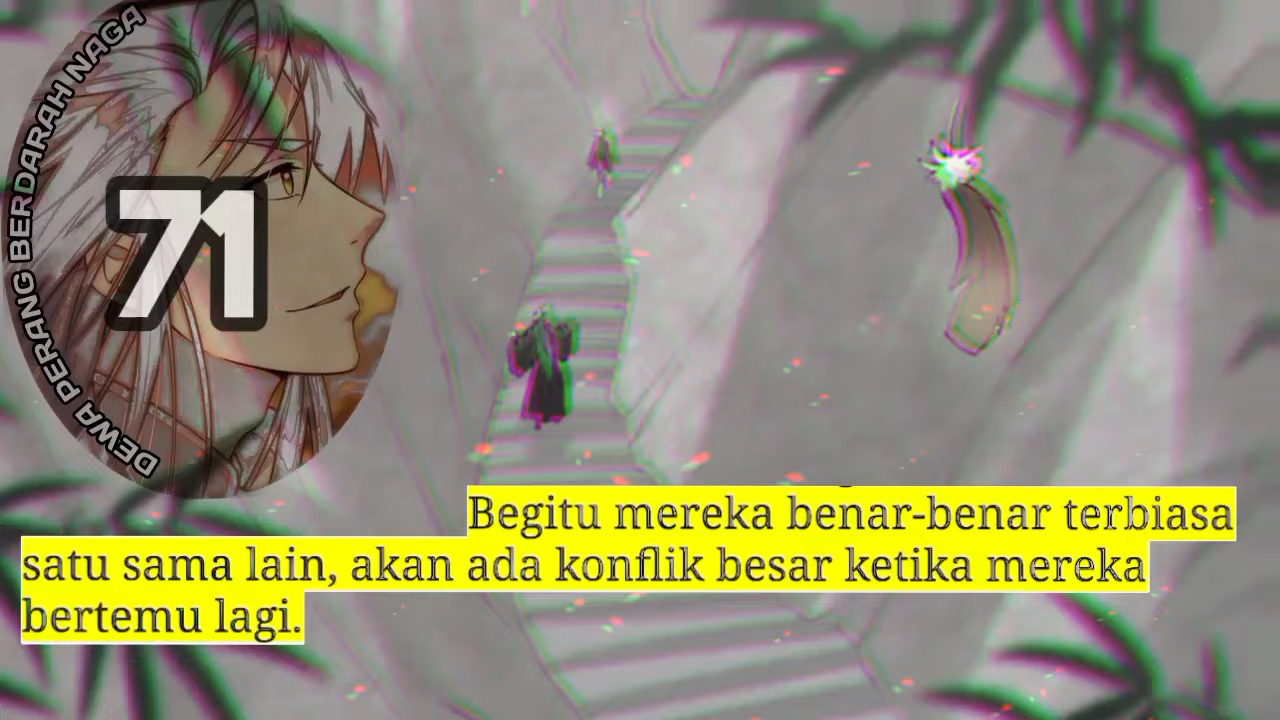 DEWA PERANG BERDARAH NAGA
71
Begitu mereka benar-benar terbiasa
satu sama lain, akan ada konflik besar ketika mereka
bertemu lagi.